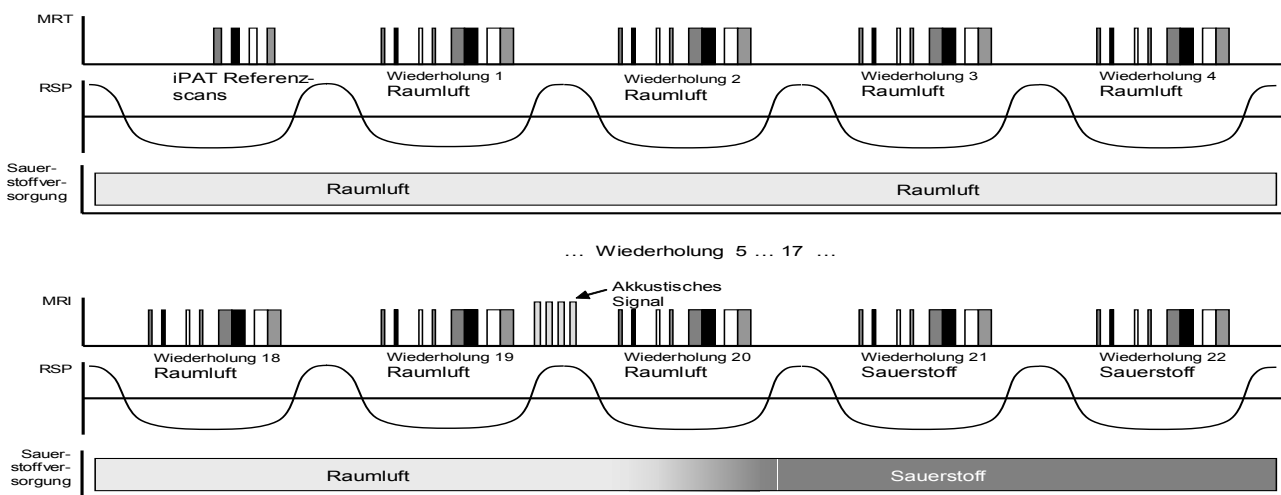 MRT
iPAT Referenz-
scans
Wiederholung 1
Raumluft
Wiederholung 2
Raumluft
Wiederholung 3
Raumluft
Wiederholung 4
Raumluft
RSP
Sauer-
stoffver-
sorgung
Raumluft
Raumluft
... Wiederholung 5 ... 17 ...
MRI
Akkustisches
Signal
Wiederholung 18
Raumluft
Wiederholung 19
Raumluft
Wiederholung 20
Raumluft
Wiederholung 21
Sauerstoff
Wiederholung 22
Sauerstoff
RSP
Sauer-
stoffver-
sorgung
Raumluft
Sauerstoff